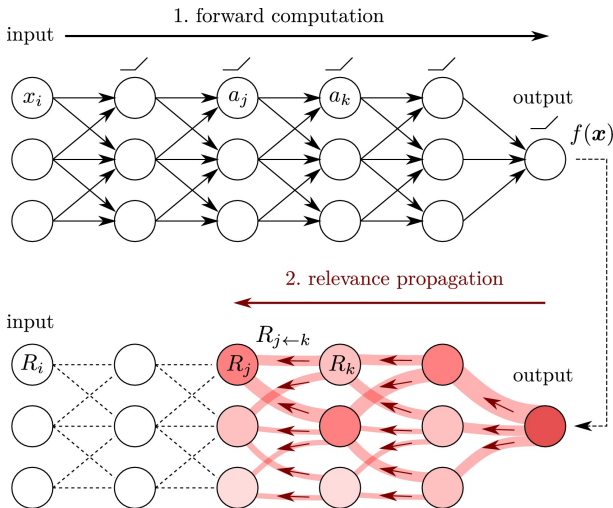 1. forward computation
input
x_i
a_j
a_k
output
f(x)
2. relevance propagation
input
R_{j←k}
R_i
R_j
R_k
output